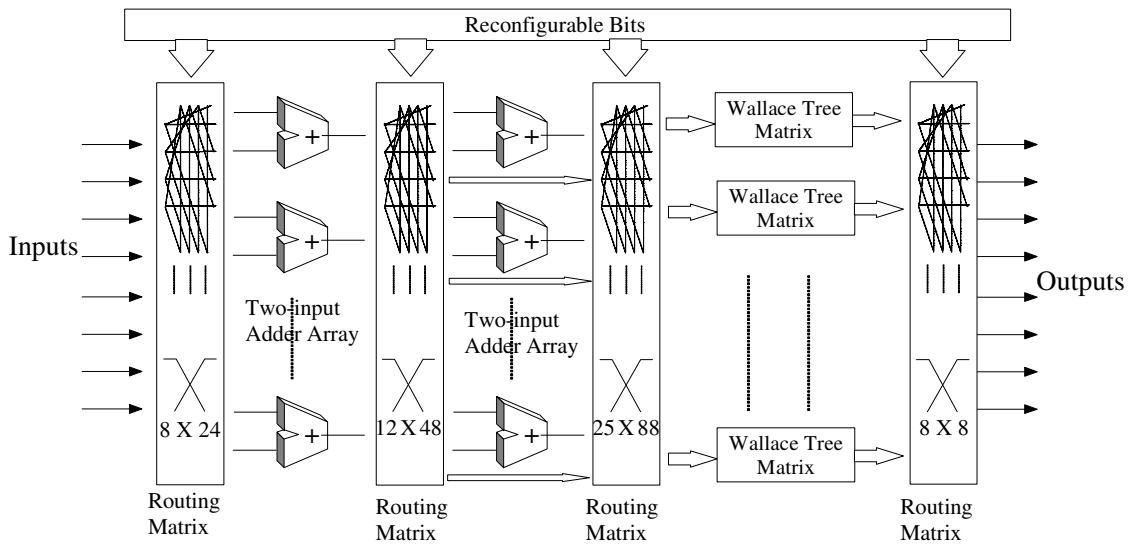 Reconfigurable Bits
Wallace Tree
Matrix
Wallace Tree
Matrix
Wallace Tree
Matrix
Inputs
Outputs
+
+
+
+
+
+
Two-input
Adder Array
Two-input
Adder Array
8 X 24
12 X 48
25 X 88
8 X 8
Routing
Matrix
Routing
Matrix
Routing
Matrix
Routing
Matrix